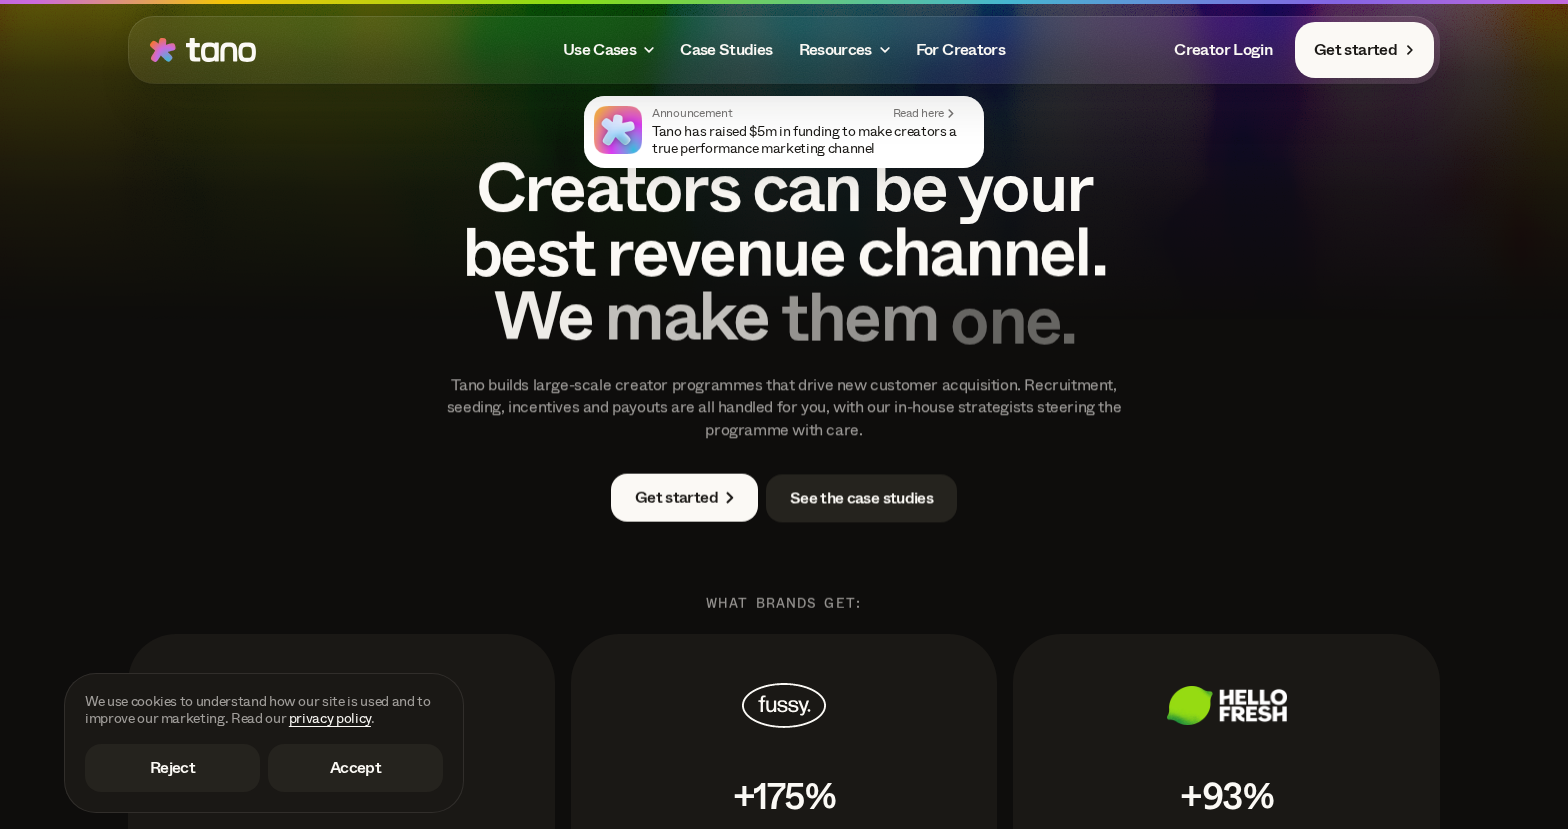 tano
Use Cases
Case Studies
Resources
For Creators
Creator Login
Get started
Announcement
Read here
Tano has raised $5m in funding to make creators a
true performance marketing channel
Creators can be your
best revenue channel.
We make them one.
Tano builds large-scale creator programmes that drive new customer acquisition. Recruitment,
seeding, incentives and payouts are all handled for you, with our in-house strategists steering the
programme with care.
Get started
See the case studies
WHAT BRANDS GET:
fussy.
HELLO
FRESH
+175%
+93%
We use cookies to understand how our site is used and to
improve our marketing. Read our privacy policy.
Reject
Accept